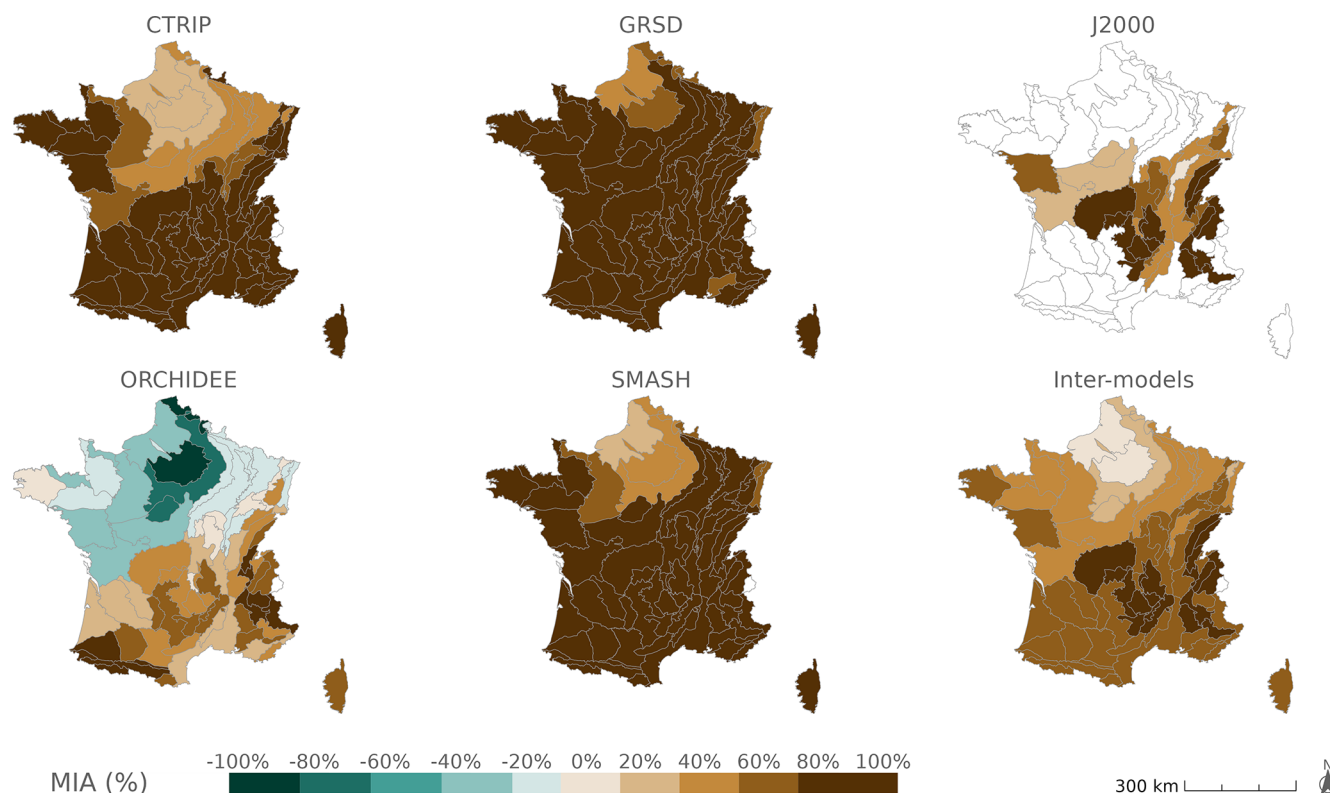 CTRIP GRSD J2000
ORCHIDEE SMASH Inter-models
-100% -80% -60% -40% -20% 0% 20% 40% 60% 80% 100%
MIA (%)
300 km
N